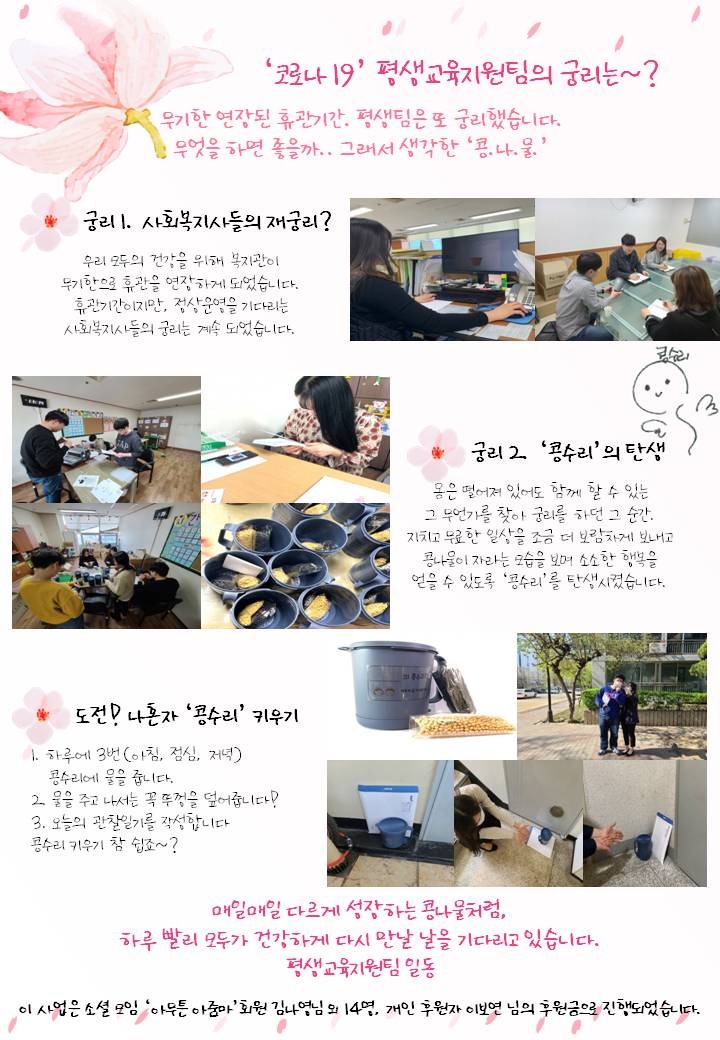 '코로나 19' 평생교육지원팀의 궁리는~?
무기한 연장된 휴관기간. 평생팀은 또 궁리했습니다.
무엇을 하면 좋을까.. 그래서 생각한 '콩.나.물.'
궁리 1. 사회복지사들의 재궁리?
우리 모두의 건강을 위해 복지관이
무기한으로 휴관을 연장하게 되었습니다.
휴관기간이지만, 정상운영을 기다리는
사회복지사들의 궁리는 계속 되었습니다.
콩수리
궁리 2. '콩수리'의 탄생
몸은 떨어져 있어도 함께 할 수 있는
그 무언가를 찾아 궁리를 하던 그 순간.
지치고 무료한 일상을 조금 더 보람차게 보내고
콩나물이 자라는 모습을 보며 소소한 행복을
얻을 수 있도록 '콩수리'를 탄생시켰습니다.
도전! 나혼자 '콩수리' 키우기
1. 하루에 3번(아침, 점심, 저녁)
콩수리에 물을 줍니다.
2. 물을 주고 나서는 꼭 뚜껑을 덮어줍니다!
3. 오늘의 관찰일기를 작성합니다
콩수리 키우기 참 쉽죠~?
매일매일 다르게 성장하는 콩나물처럼,
하루 빨리 모두가 건강하게 다시 만날 날을 기다리고 있습니다.
평생교육지원팀 일동
이 사업은 소셜 모임 '아무튼 아줌마'회원 김나영님 외 14명, 개인 후원자 이보연 님의 후원금으로 진행되었습니다.